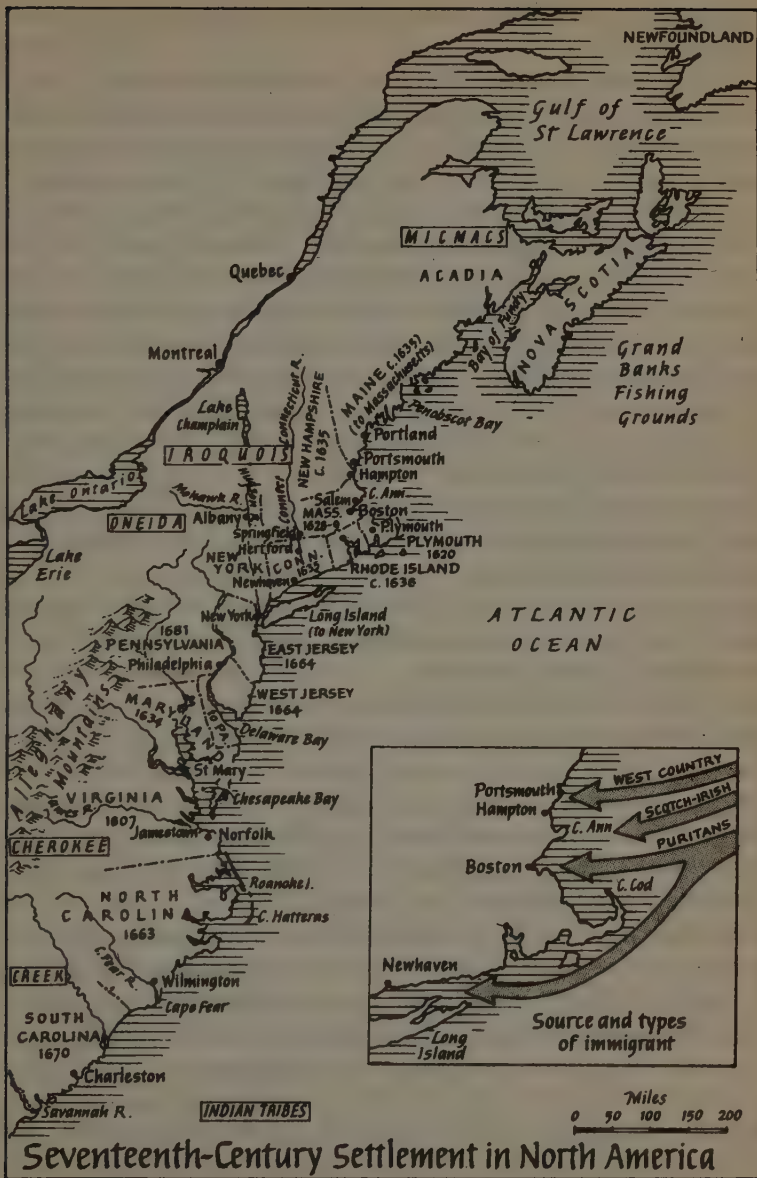 NEWFOUNDLAND
Gulf of
St Lawrence
MICMACS
Quebec
ACADIA
NOVA SCOTIA
Bay of Fundy
Montreal
Grand
Banks
Fishing
Grounds
MAINE C.1635)
(to Massachusetts)
Penobscot Bay
Lake
Champlain
Connecticut R.
NEW HAMPSHIRE
C. 1635
Portland
IROQUOIS
Portsmouth
Hampton
Lake Ontario
Mohawk R.
Salem
C. Ann
ONEIDA
Albany
MASS.
1628-9
Boston
Springfield
Plymouth
Hertford
PLYMOUTH
1620
Lake
Erie
NEW
YORK
CONN.
1635
RHODE ISLAND
C. 1636
Newhaven
New York
Long Island
(to New York)
ATLANTIC
OCEAN
1681
PENNSYLVANIA
EAST JERSEY
1664
Philadelphia
WEST JERSEY
1664
Alleghany
Mountains
MARYLAND
1634
to PA.
Delaware Bay
St Mary
VIRGINIA
1607
James R.
Chesapeake Bay
Jamestown
Norfolk
CHEROKEE
Roanoke I.
NORTH
CAROLINA
1663
C. Hatteras
CREEK
C. Fear R.
Wilmington
Cape Fear
SOUTH
CAROLINA
1670
Charleston
Savannah R.
INDIAN TRIBES
WEST COUNTRY
Portsmouth
Hampton
SCOTCH-IRISH
C. Ann
PURITANS
Boston
C. Cod
Newhaven
Long
Island
Source and types
of immigrant
Miles
0 50 100 150 200
Seventeenth-Century Settlement in North America